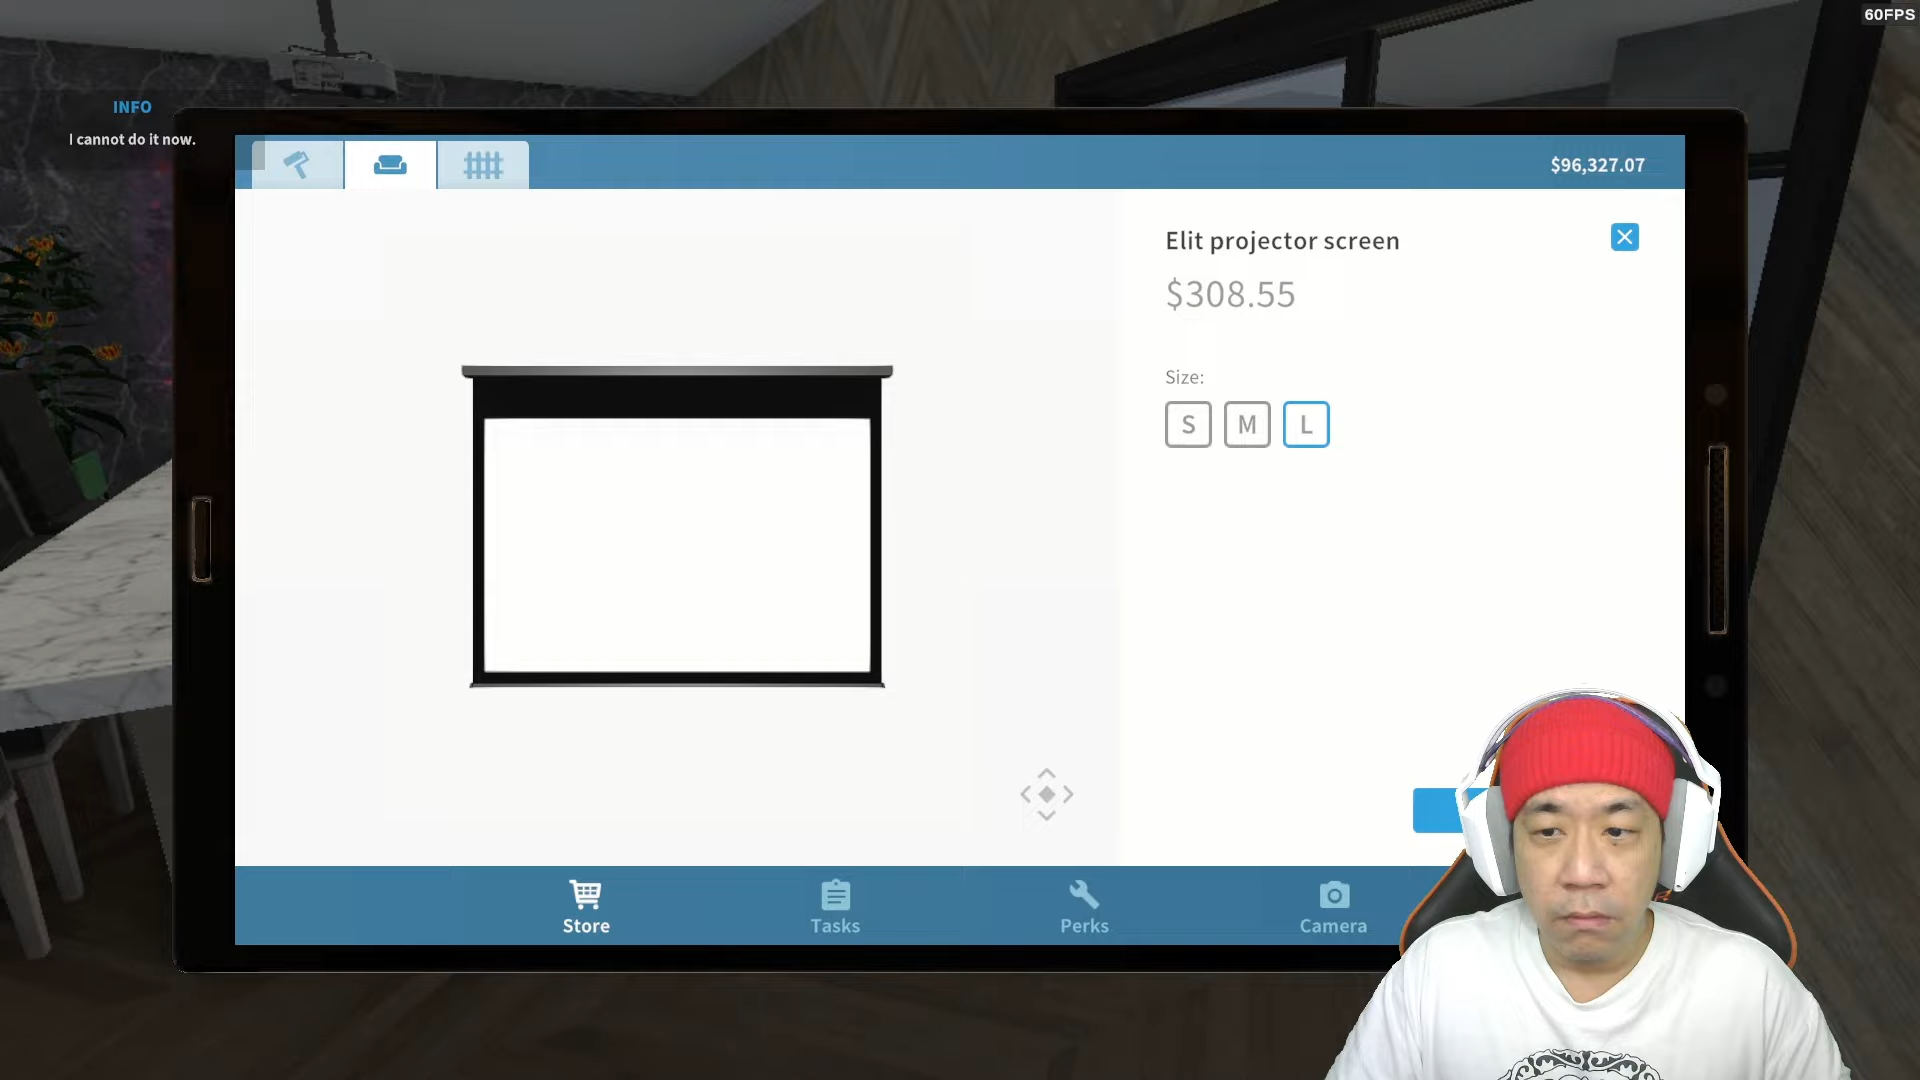 60FPS
INFO
I cannot do it now.
$96,327.07
Elit projector screen
$308.55
Size:
S M L
Store Tasks Perks Camera